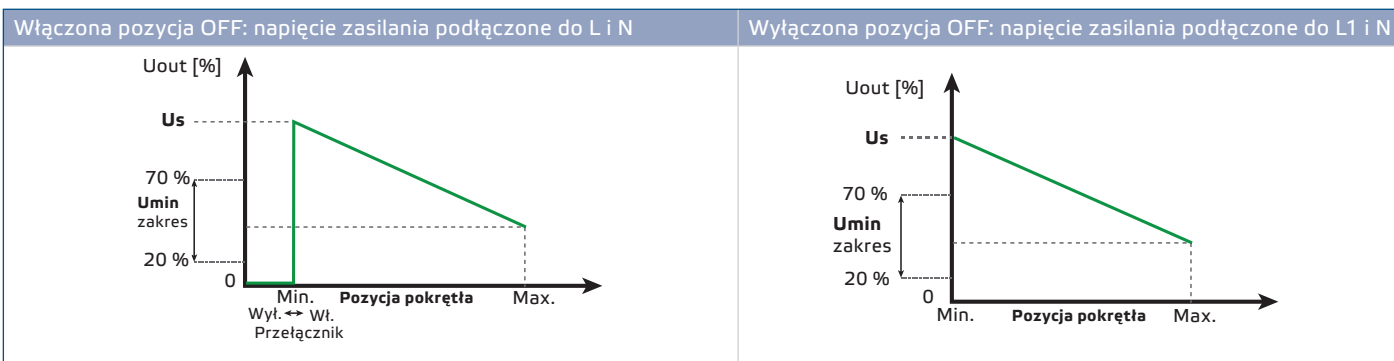 Włączona pozycja OFF: napięcie zasilania podłączone do L i N
Uout [%]
Us
70 %
Umin
zakres
20 %
0
Min. Pozycja pokrętła Max.
Wył. ↔ Wł.
Przełącznik
Wyłączona pozycja OFF: napięcie zasilania podłączone do L1 i N
Uout [%]
Us
70 %
Umin
zakres
20 %
0
Min. Pozycja pokrętła Max.